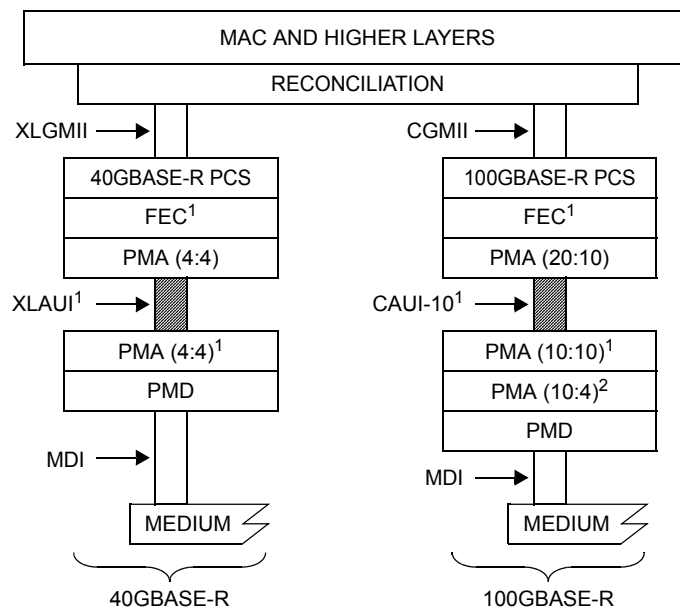 MAC AND HIGHER LAYERS
RECONCILIATION
XLGMII
CGMII
40GBASE-R PCS
FEC¹
PMA (4:4)
100GBASE-R PCS
FEC¹
PMA (20:10)
XLAUI¹
CAUI-10¹
PMA (4:4)¹
PMD
PMA (10:10)¹
PMA (10:4)²
PMD
MDI
MDI
MEDIUM
MEDIUM
40GBASE-R
100GBASE-R